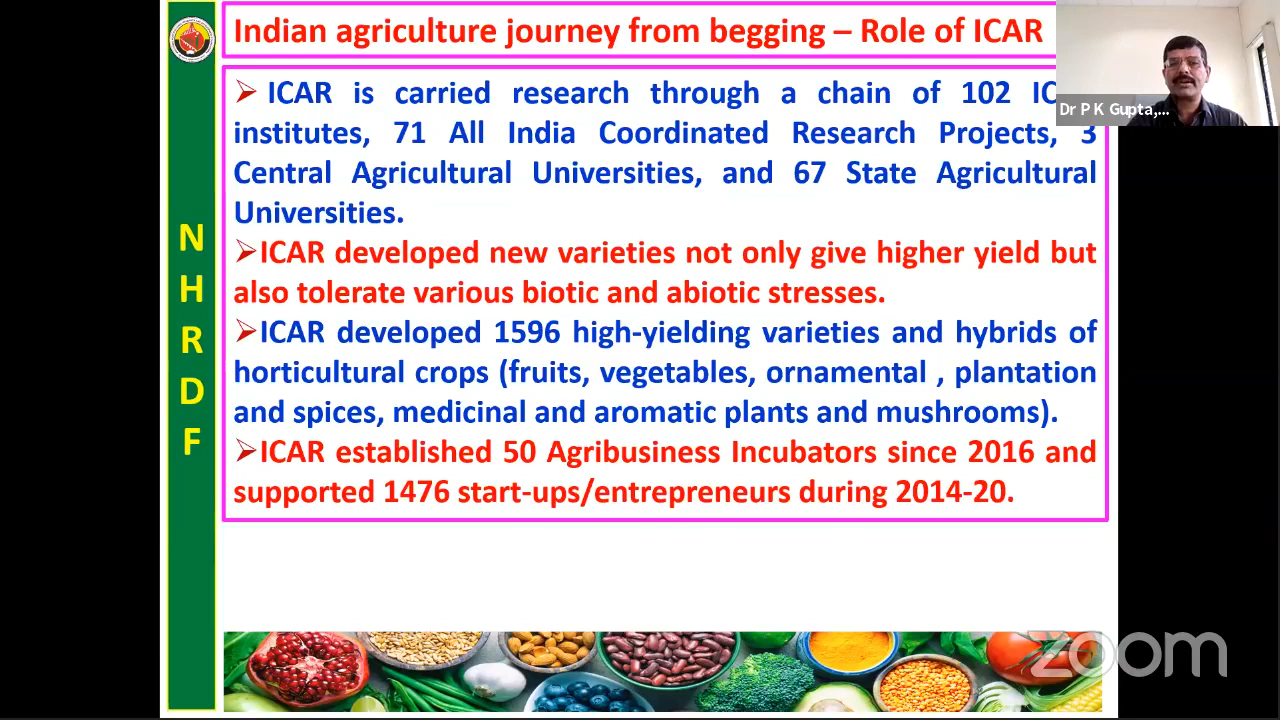 Indian agriculture journey from begging – Role of ICAR
➢ ICAR is carried research through a chain of 102
institutes, 71 All India Coordinated Research Projects, 3
Central Agricultural Universities, and 67 State Agricultural
Universities.
➢ICAR developed new varieties not only give higher yield but
also tolerate various biotic and abiotic stresses.
➢ICAR developed 1596 high-yielding varieties and hybrids of
horticultural crops (fruits, vegetables, ornamental , plantation
and spices, medicinal and aromatic plants and mushrooms).
➢ICAR established 50 Agribusiness Incubators since 2016 and
supported 1476 start-ups/entrepreneurs during 2014-20.
N
H
R
D
F
Dr P K Gupta,...
zoom